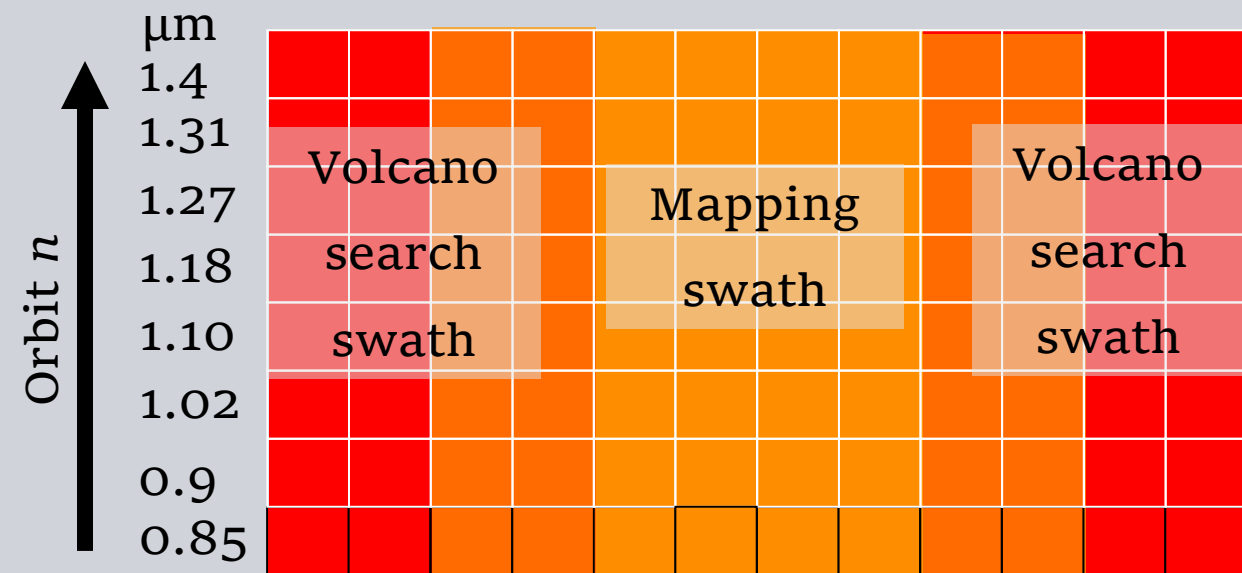 μm
1.4
1.31
1.27
1.18
1.10
1.02
0.9
0.85
Orbit n
Volcano
search
swath
Mapping
swath
Volcano
search
swath